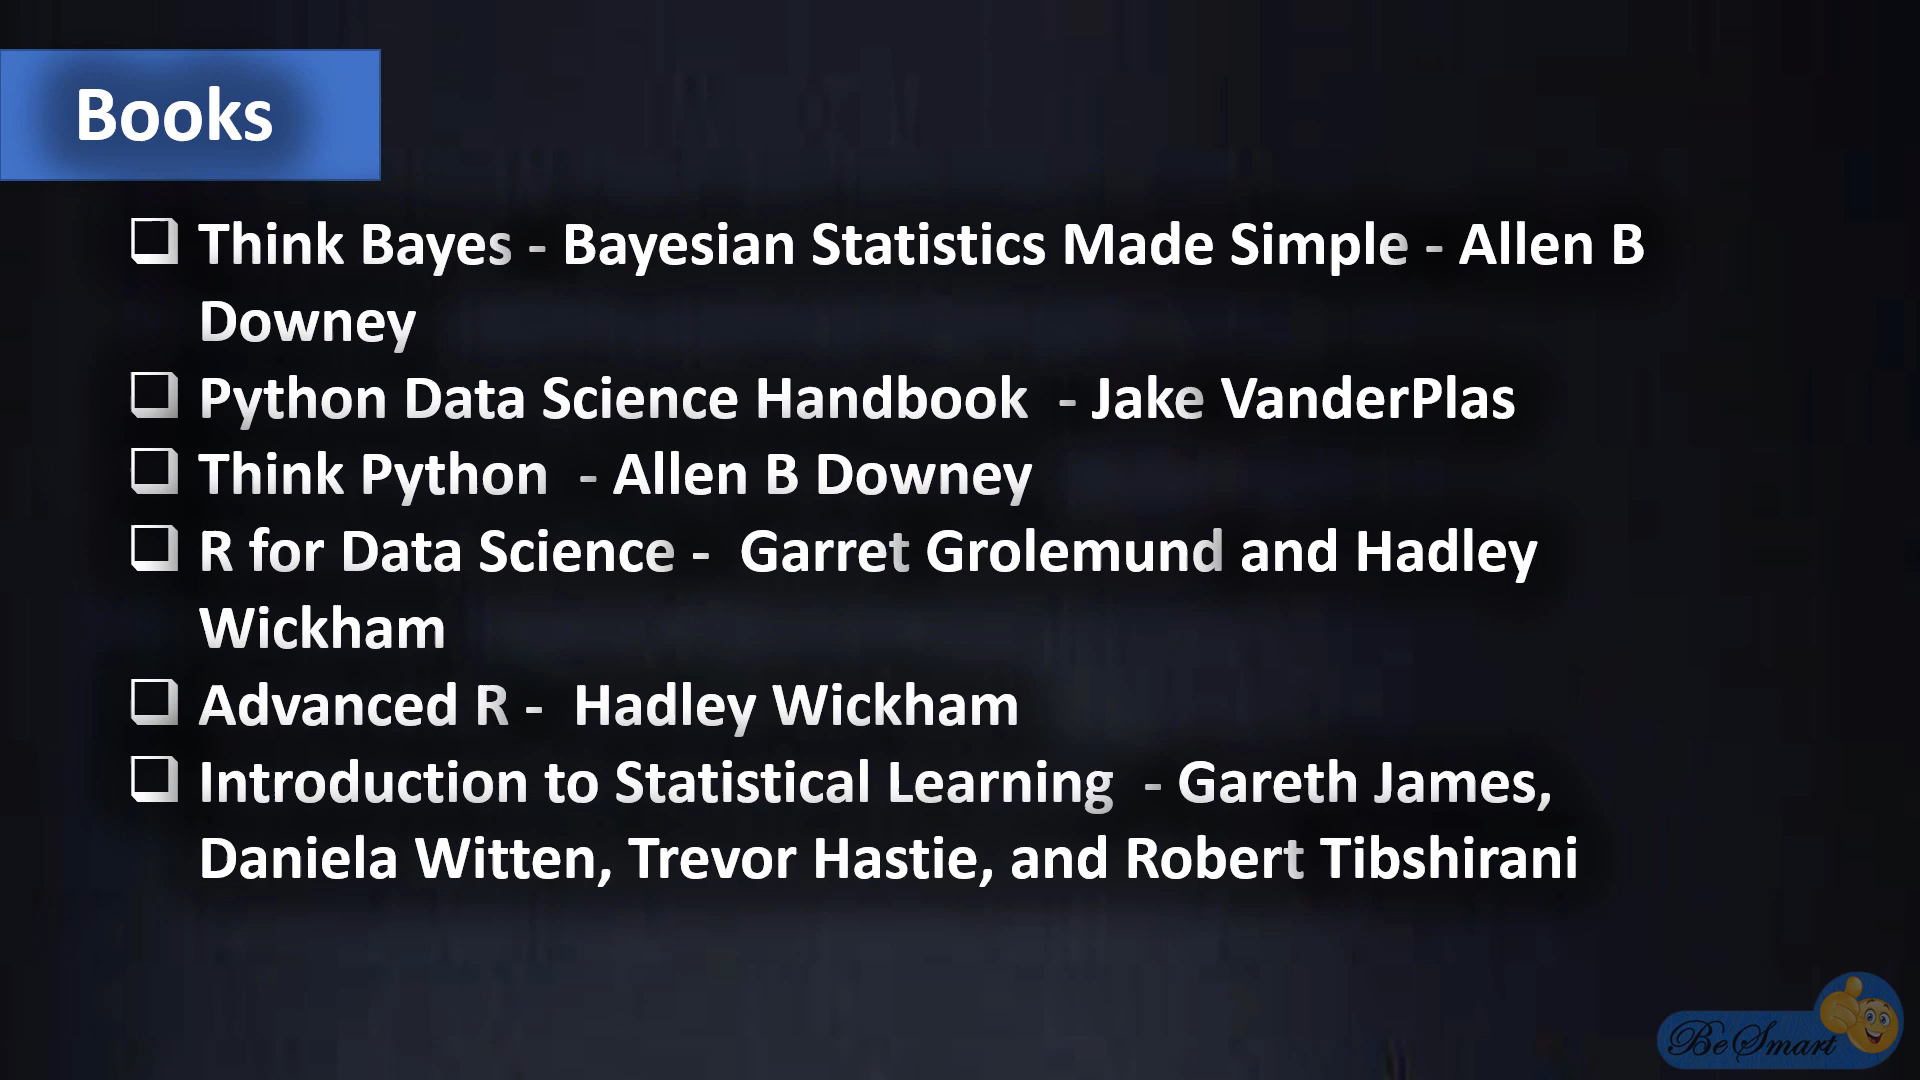 Books
Think Bayes - Bayesian Statistics Made Simple - Allen B
Downey
Python Data Science Handbook - Jake VanderPlas
Think Python - Allen B Downey
R for Data Science - Garret Grolemund and Hadley
Wickham
Advanced R - Hadley Wickham
Introduction to Statistical Learning - Gareth James,
Daniela Witten, Trevor Hastie, and Robert Tibshirani
Be Smart